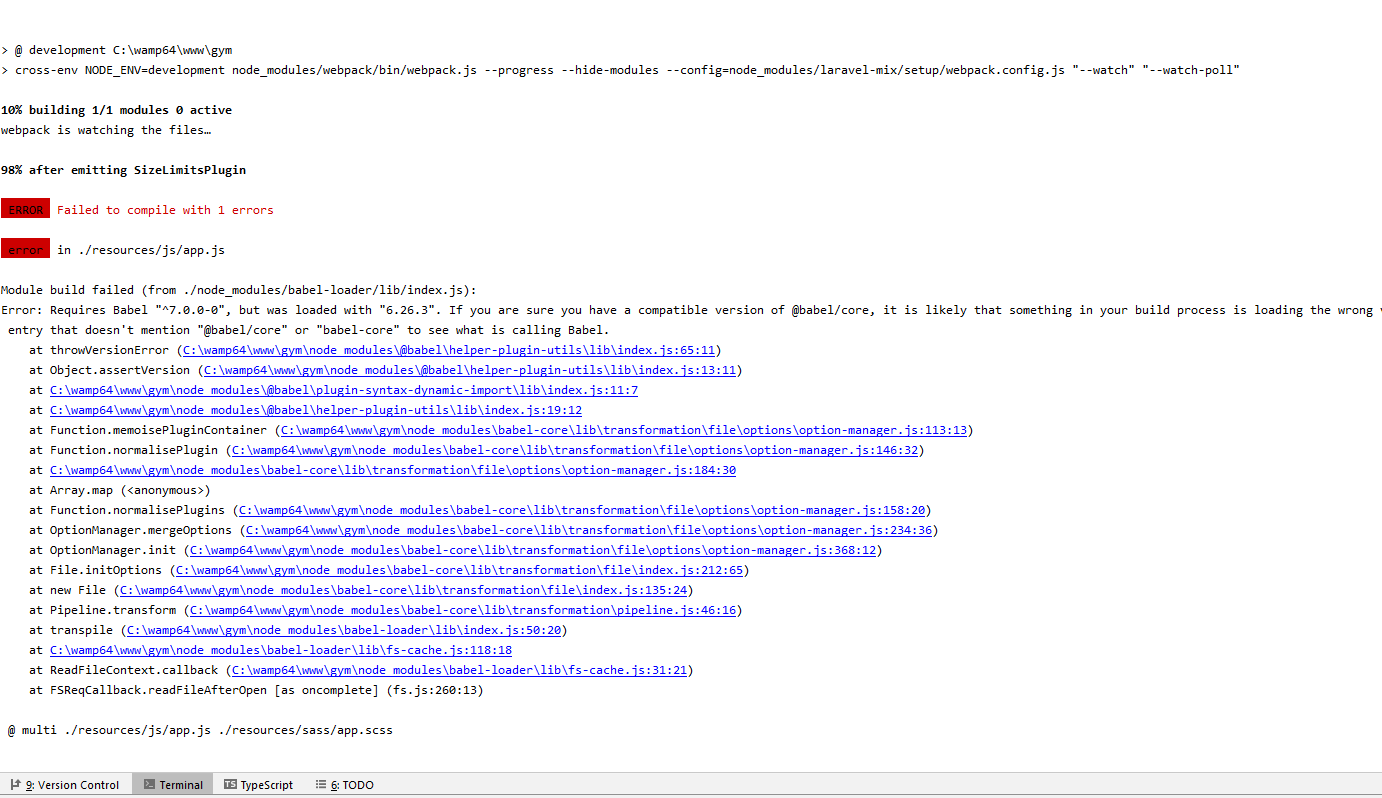 > @ development C:\wamp64\www\gym
> cross-env NODE_ENV=development node_modules/webpack/bin/webpack.js --progress --hide-modules --config=node_modules/laravel-mix/setup/webpack.config.js "--watch" "--watch-poll"
10% building 1/1 modules 0 active
webpack is watching the files…
98% after emitting SizeLimitsPlugin
ERROR Failed to compile with 1 errors
error in ./resources/js/app.js
Module build failed (from ./node_modules/babel-loader/lib/index.js):
Error: Requires Babel "^7.0.0-0", but was loaded with "6.26.3". If you are sure you have a compatible version of @babel/core, it is likely that something in your build process is loading the wrong
entry that doesn't mention "@babel/core" or "babel-core" to see what is calling Babel.
at throwVersionError (C:\wamp64\www\gym\node_modules\@babel\helper-plugin-utils\lib\index.js:65:11)
at Object.assertVersion (C:\wamp64\www\gym\node_modules\@babel\helper-plugin-utils\lib\index.js:13:11)
at C:\wamp64\www\gym\node_modules\@babel\plugin-syntax-dynamic-import\lib\index.js:11:7
at C:\wamp64\www\gym\node_modules\@babel\helper-plugin-utils\lib\index.js:19:12
at Function.memoisePluginContainer (C:\wamp64\www\gym\node_modules\babel-core\lib\transformation\file\options\option-manager.js:113:13)
at Function.normalisePlugin (C:\wamp64\www\gym\node_modules\babel-core\lib\transformation\file\options\option-manager.js:146:32)
at C:\wamp64\www\gym\node_modules\babel-core\lib\transformation\file\options\option-manager.js:184:30
at Array.map (<anonymous>)
at Function.normalisePlugins (C:\wamp64\www\gym\node_modules\babel-core\lib\transformation\file\options\option-manager.js:158:20)
at OptionManager.mergeOptions (C:\wamp64\www\gym\node_modules\babel-core\lib\transformation\file\options\option-manager.js:234:36)
at OptionManager.init (C:\wamp64\www\gym\node_modules\babel-core\lib\transformation\file\options\option-manager.js:368:12)
at File.initOptions (C:\wamp64\www\gym\node_modules\babel-core\lib\transformation\file\index.js:212:65)
at new File (C:\wamp64\www\gym\node_modules\babel-core\lib\transformation\file\index.js:135:24)
at Pipeline.transform (C:\wamp64\www\gym\node_modules\babel-core\lib\transformation\pipeline.js:46:16)
at transpile (C:\wamp64\www\gym\node_modules\babel-loader\lib\index.js:50:20)
at C:\wamp64\www\gym\node_modules\babel-loader\lib\fs-cache.js:118:18
at ReadFileContext.callback (C:\wamp64\www\gym\node_modules\babel-loader\lib\fs-cache.js:31:21)
at FSReqCallback.readFileAfterOpen [as oncomplete] (fs.js:260:13)
@ multi ./resources/js/app.js ./resources/sass/app.scss
9: Version Control Terminal TS TypeScript 6: TODO